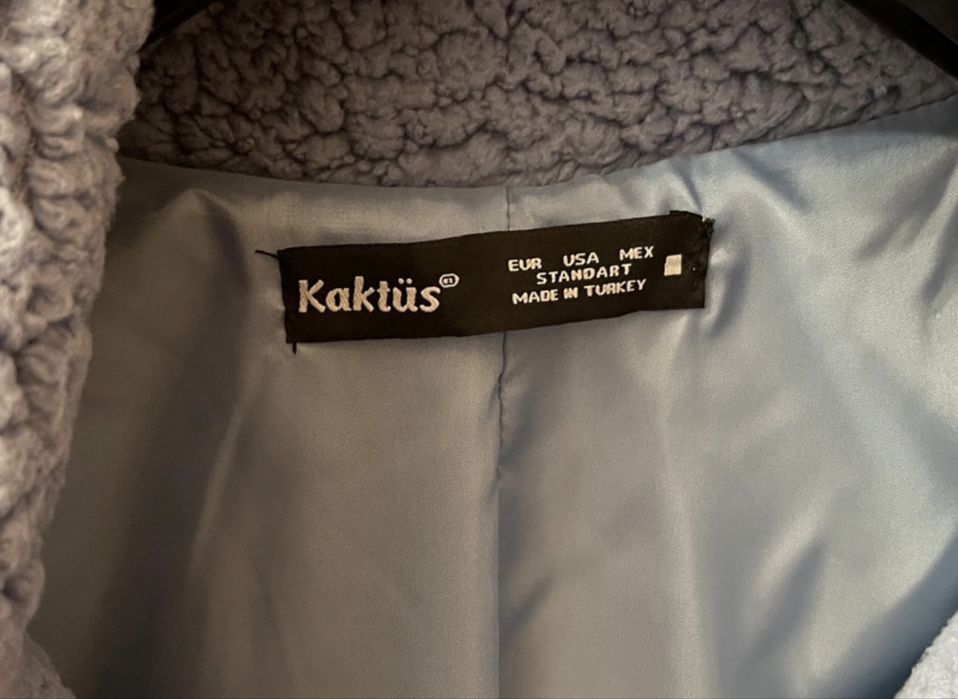 Kaktüs
EUR USA MEX
STANDART
MADE IN TURKEY